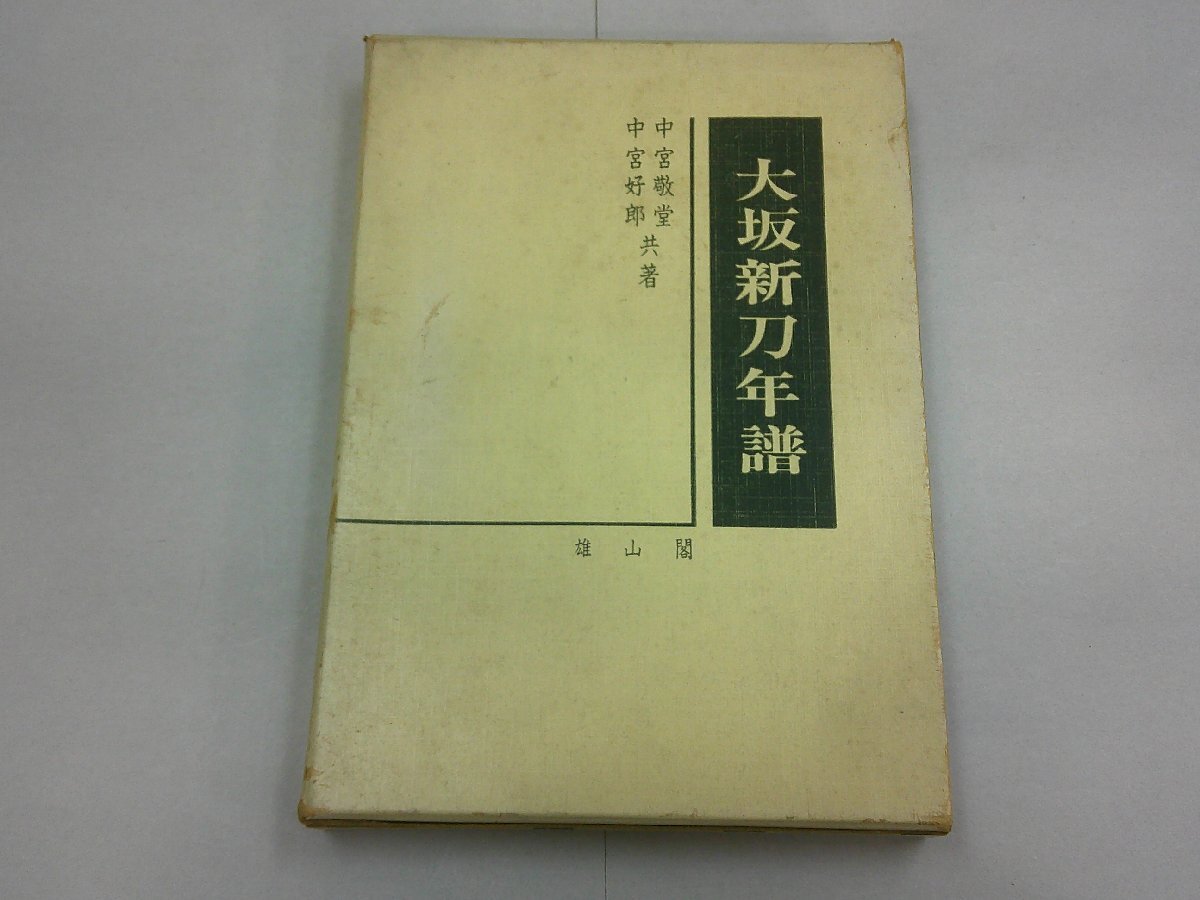 大坂新刀年譜
中宮敬堂
中宮好郎
共著
雄山閣